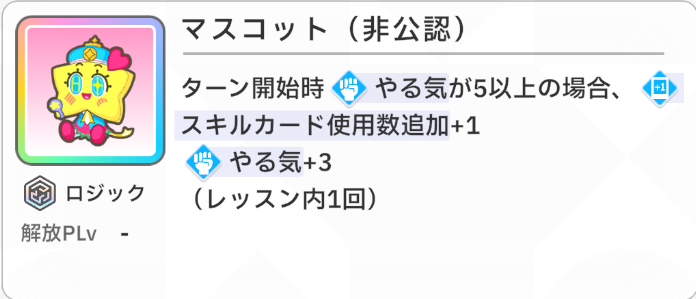 マスコット（非公認）
ターン開始時 やる気が5以上の場合、 +1
スキルカード使用数追加+1
やる気+3
（レッスン内1回）
ロジック
解放PLv -